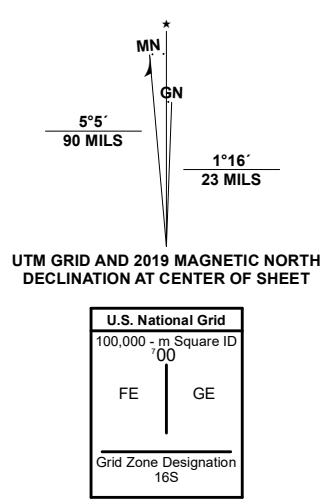 ★
MN
GN
5°5´
90 MILS
1°16´
23 MILS
UTM GRID AND 2019 MAGNETIC NORTH
DECLINATION AT CENTER OF SHEET
U.S. National Grid
100,000 - m Square ID
⁷00
FE GE
Grid Zone Designation
16S